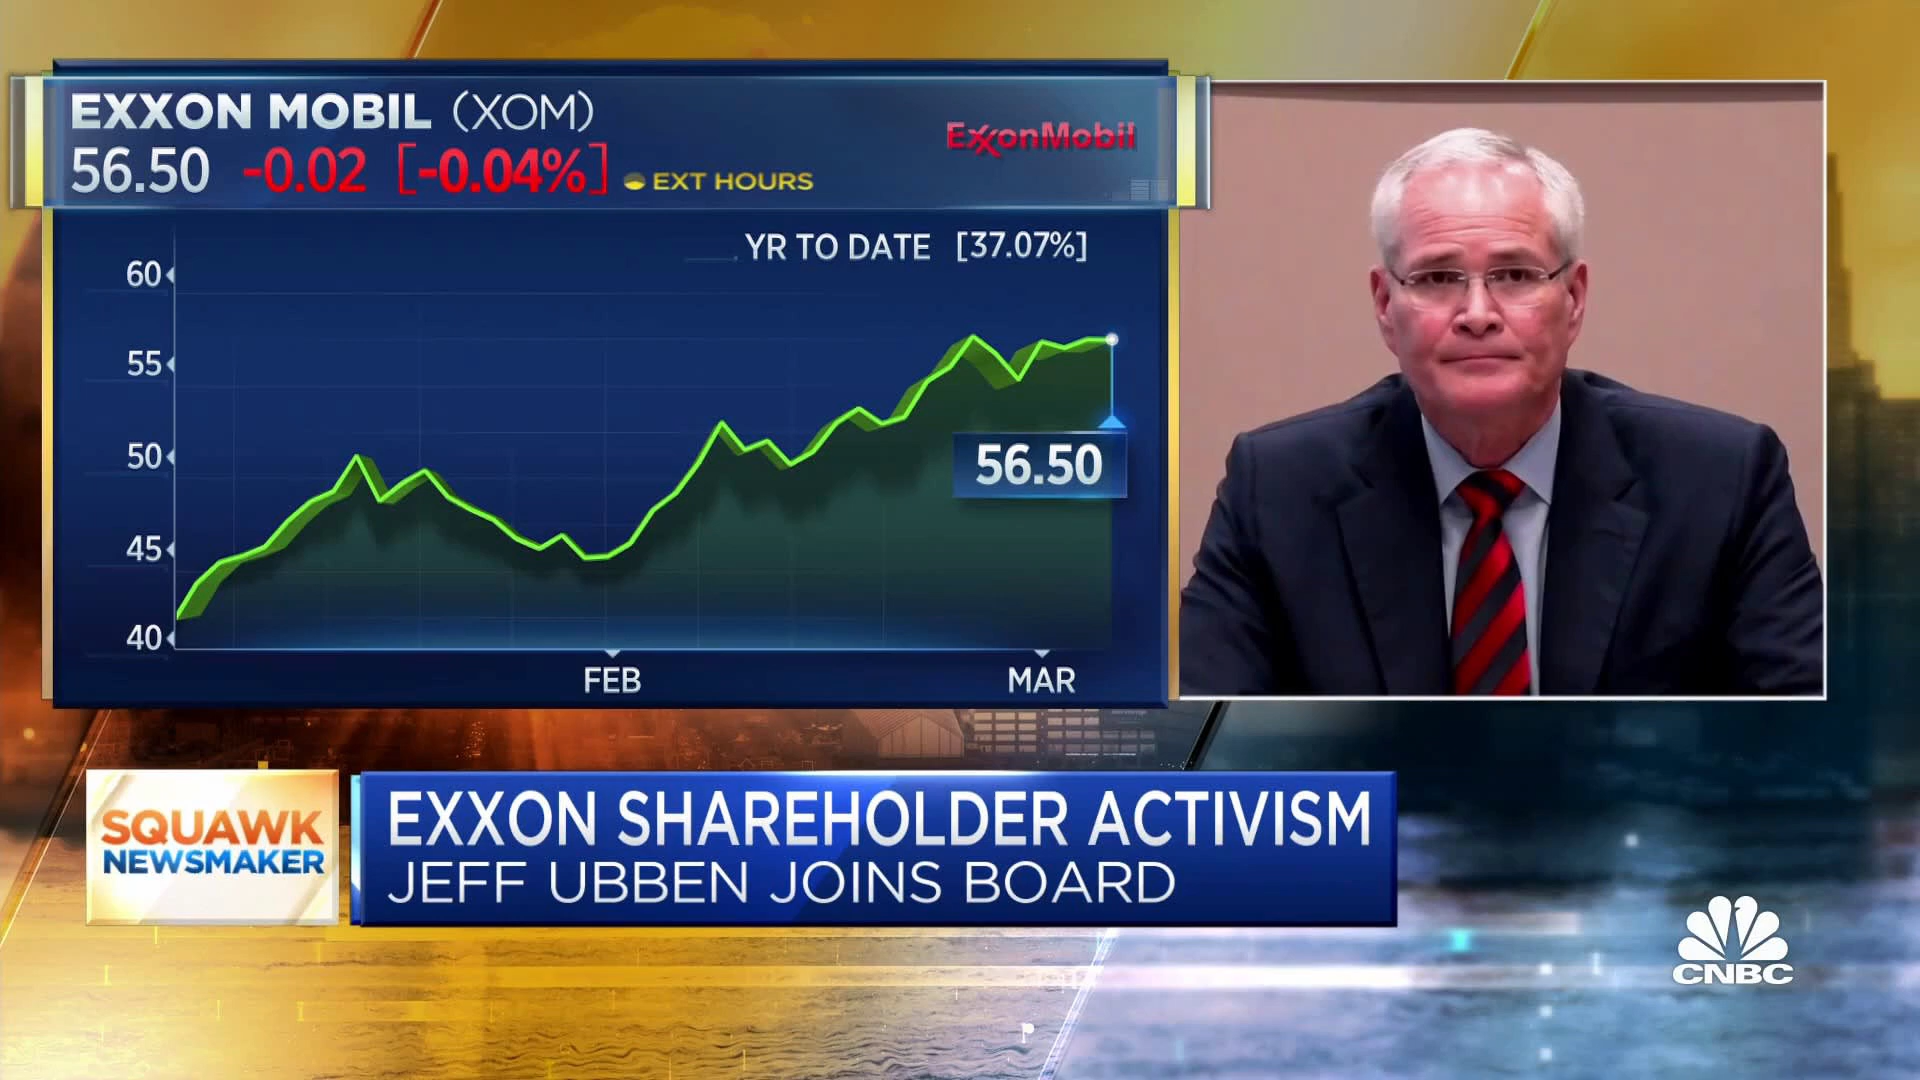 EXXON MOBIL (XOM)
56.50 -0.02 [-0.04%] EXT HOURS
ExxonMobil
YR TO DATE [37.07%]
60
55
50
45
40
56.50
FEB
MAR
SQUAWK
NEWSMAKER
EXXON SHAREHOLDER ACTIVISM
JEFF UBBEN JOINS BOARD
CNBC